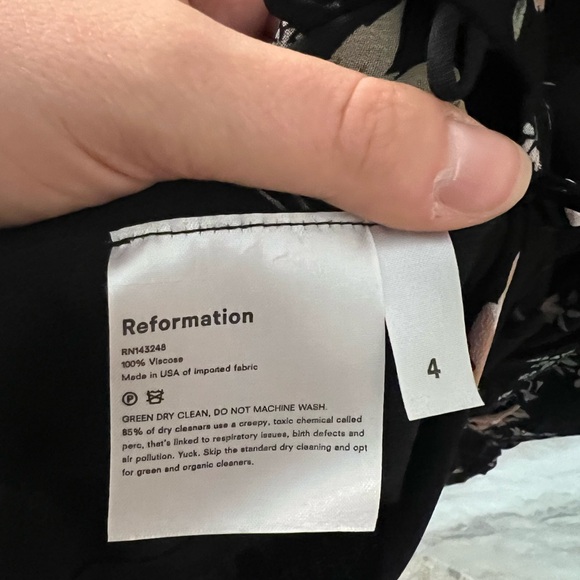 Reformation
RN143248
100% Viscose
Made in USA of imported fabric
P
GREEN DRY CLEAN, DO NOT MACHINE WASH.
85% of dry cleaners use a creepy, toxic chemical called
perc, that's linked to respiratory issues, birth defects and
air pollution. Yuck. Skip the standard dry cleaning and opt
for green and organic cleaners.
4